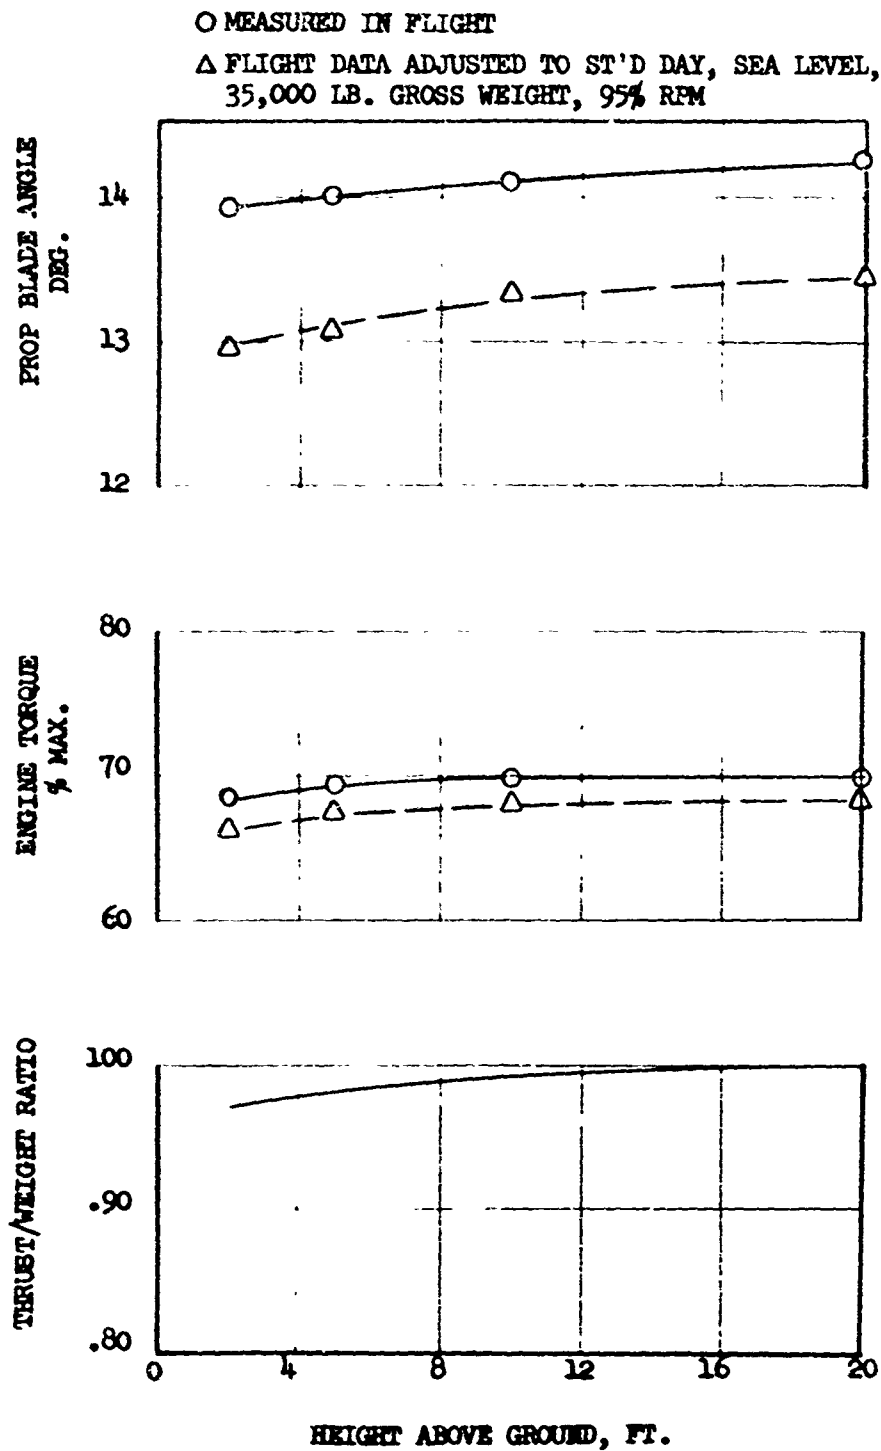 O MEASURED IN FLIGHT
Δ FLIGHT DATA ADJUSTED TO ST'D DAY, SEA LEVEL,
35,000 LB. GROSS WEIGHT, 95% RPM
PROP BLADE ANGLE
DEG.
14
13
12
ENGINE TORQUE
% MAX.
80
70
60
THRUST/WEIGHT RATIO
100
.90
.80
0 4 8 12 16 20
HEIGHT ABOVE GROUND, FT.